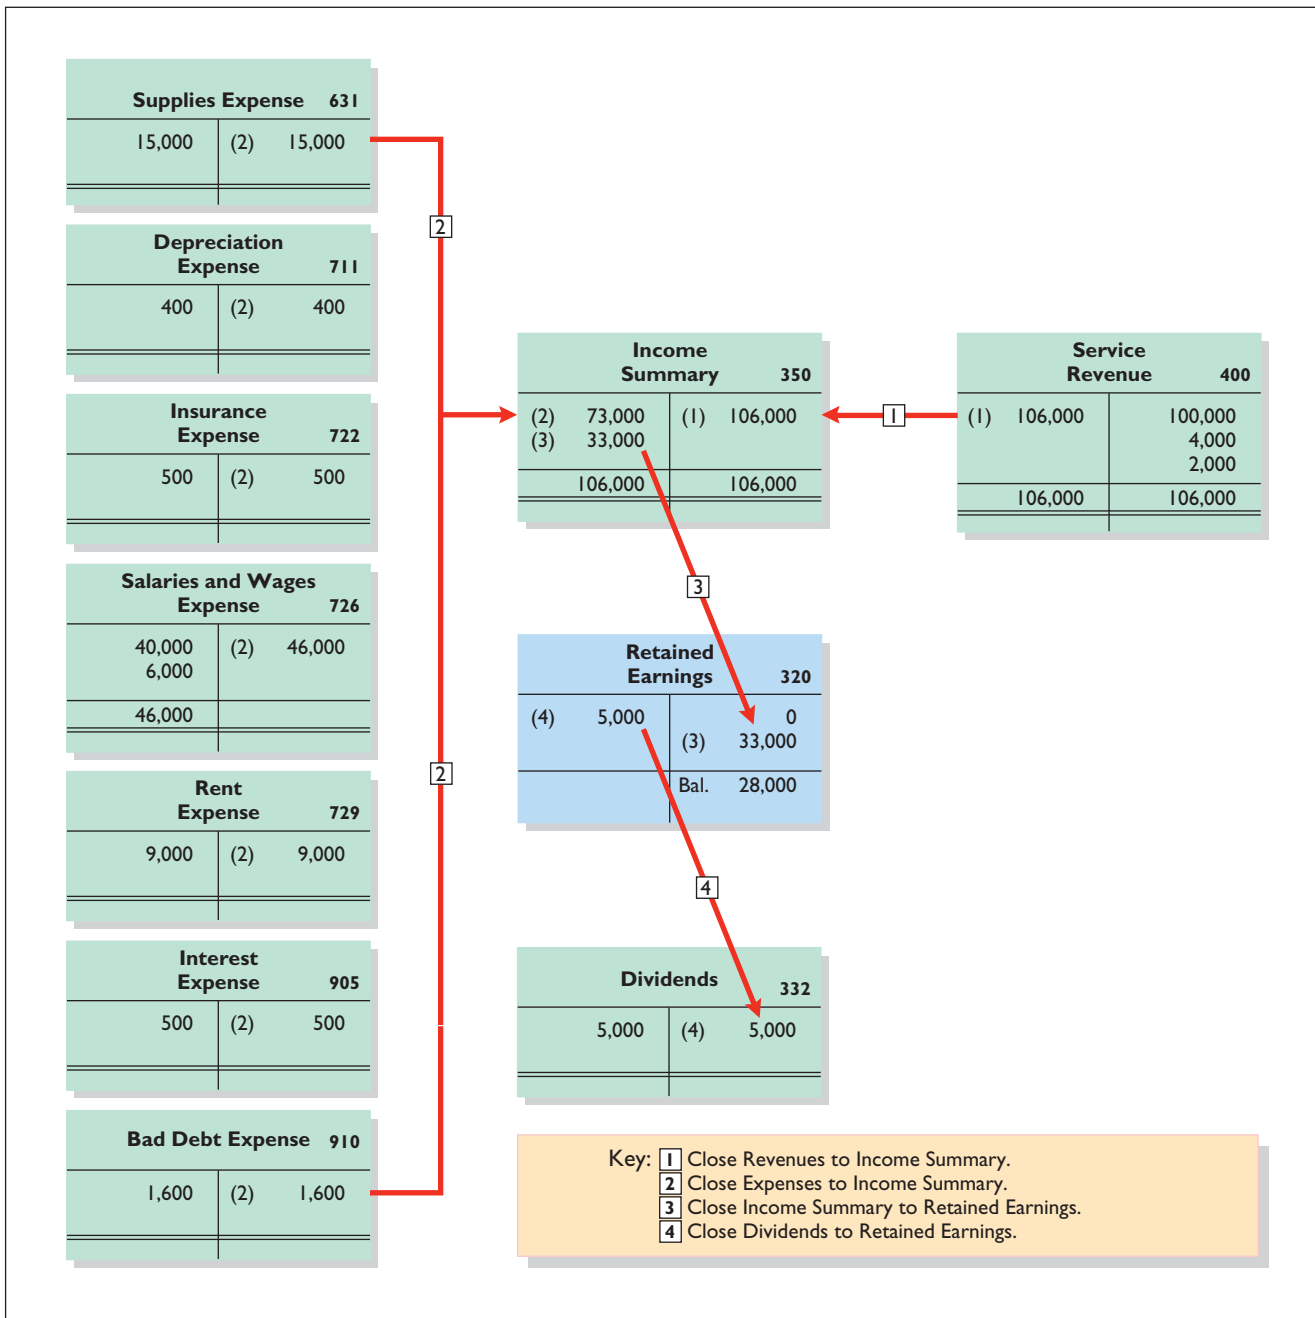 Supplies Expense 631
15,000 (2) 15,000
Depreciation
Expense 711
400 (2) 400
Insurance
Expense 722
500 (2) 500
Salaries and Wages
Expense 726
40,000 (2) 46,000
6,000
46,000
Rent
Expense 729
9,000 (2) 9,000
Interest
Expense 905
500 (2) 500
Bad Debt Expense 910
1,600 (2) 1,600
2
2
Income
Summary 350
(2) 73,000 (1) 106,000
(3) 33,000
106,000 106,000
1
Service
Revenue 400
(1) 106,000 100,000
4,000
2,000
106,000 106,000
3
Retained
Earnings 320
(4) 5,000 0
(3) 33,000
Bal. 28,000
4
Dividends 332
5,000 (4) 5,000
Key: 1 Close Revenues to Income Summary.
2 Close Expenses to Income Summary.
3 Close Income Summary to Retained Earnings.
4 Close Dividends to Retained Earnings.